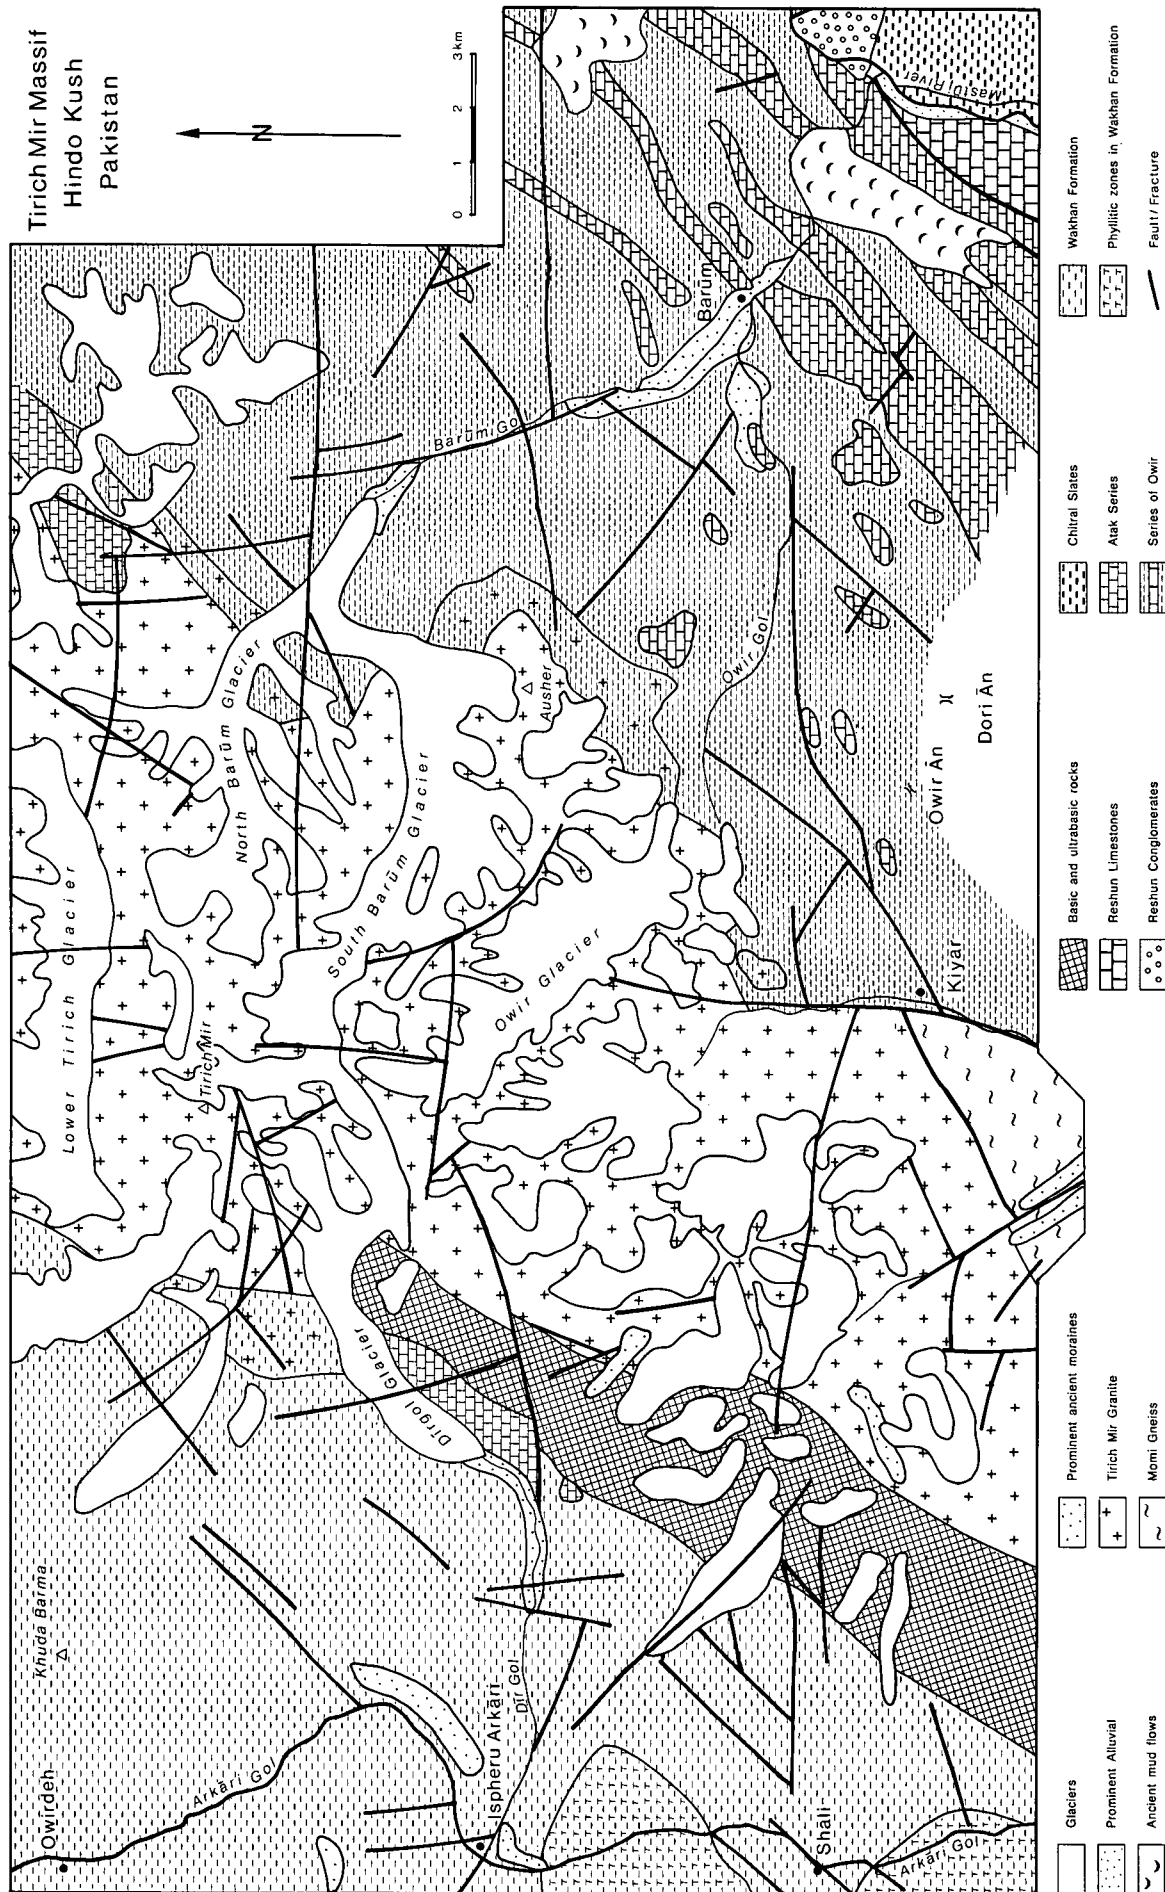 Tirich Mir Massif
Hindo Kush
Pakistan
N
0 1 2 3 km
Owirdeh
Khuda Barma
Arkāri Gol
Ispheru Arkāri
Dir Gol
Shāli
Arkāri Gol
Dirgol Glacier
Lower Tirich Glacier
Tirich Mir
North Barūm Glacier
South Barūm Glacier
Owir Glacier
Ausher
Kiyār
Owir Ān
Dori Ān
Owir Gol
Barūm Gol
Barūm
Mastuj River
Glaciers
Prominent Alluvial
Ancient mud flows
Prominent ancient moraines
Tirich Mir Granite
Momi Gneiss
Basic and ultrabasic rocks
Reshun Limestones
Reshun Conglomerates
Chitral Slates
Atak Series
Series of Owir
Wakhan Formation
Phyllitic zones in Wakhan Formation
Fault / Fracture